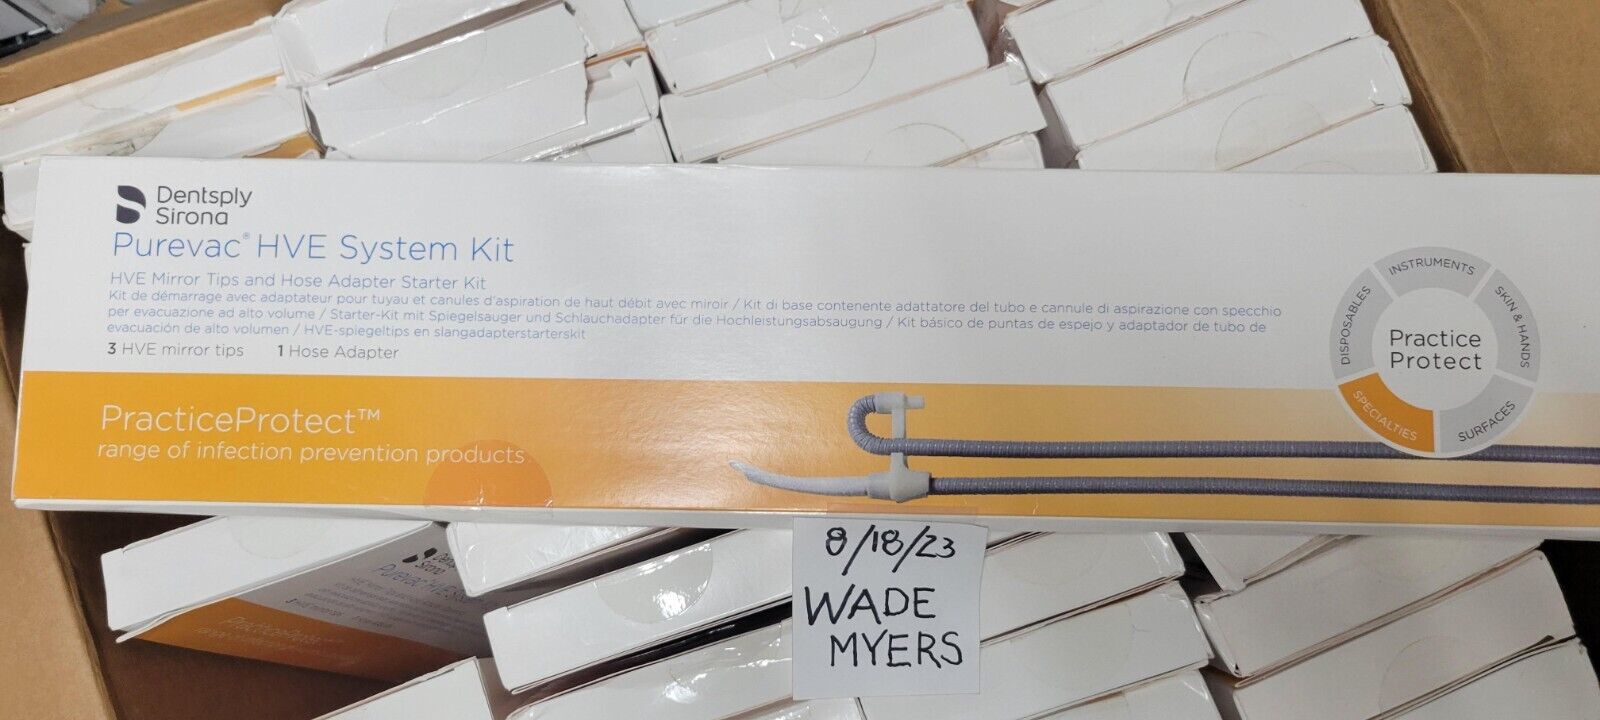 Dentsply
Sirona
Purevac® HVE System Kit
HVE Mirror Tips and Hose Adapter Starter Kit
Kit de démarrage avec adaptateur pour tuyau et canules d'aspiration de haut débit avec miroir / Kit di base contenente adattatore del tubo e cannule di aspirazione con specchio
per evacuazione ad alto volume / Starter-Kit mit Spiegelsauger und Schlauchadapter für die Hochleistungsabsaugung / Kit básico de puntas de espejo y adaptador de tubo de
evacuación de alto volumen / HVE-spiegeltips en slangadapterstarterskit
3 HVE mirror tips 1 Hose Adapter
PracticeProtect™
range of infection prevention products
INSTRUMENTS
SKIN & HANDS
SURFACES
SPECIALTIES
DISPOSABLES
Practice
Protect
8/18/23
WADE
MYERS
Dentsply
Sirona
Purevac® HVE
PracticeProtect